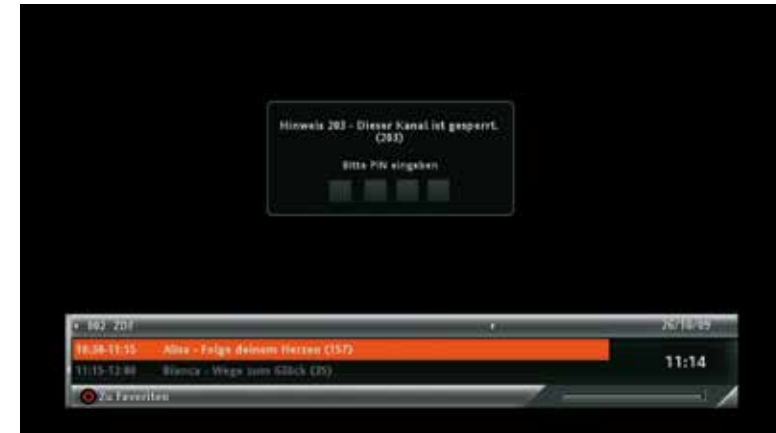 Hinweis 203 - Dieser Kanal ist gesperrt.
(203)
Bitte PIN eingeben
002 ZDF
26/10/09
10:30-11:15 Alisa - Folge deinem Herzen (157)
11:14
11:15-12:00 Bianca - Wege zum Glück (35)
Zu Favoriten